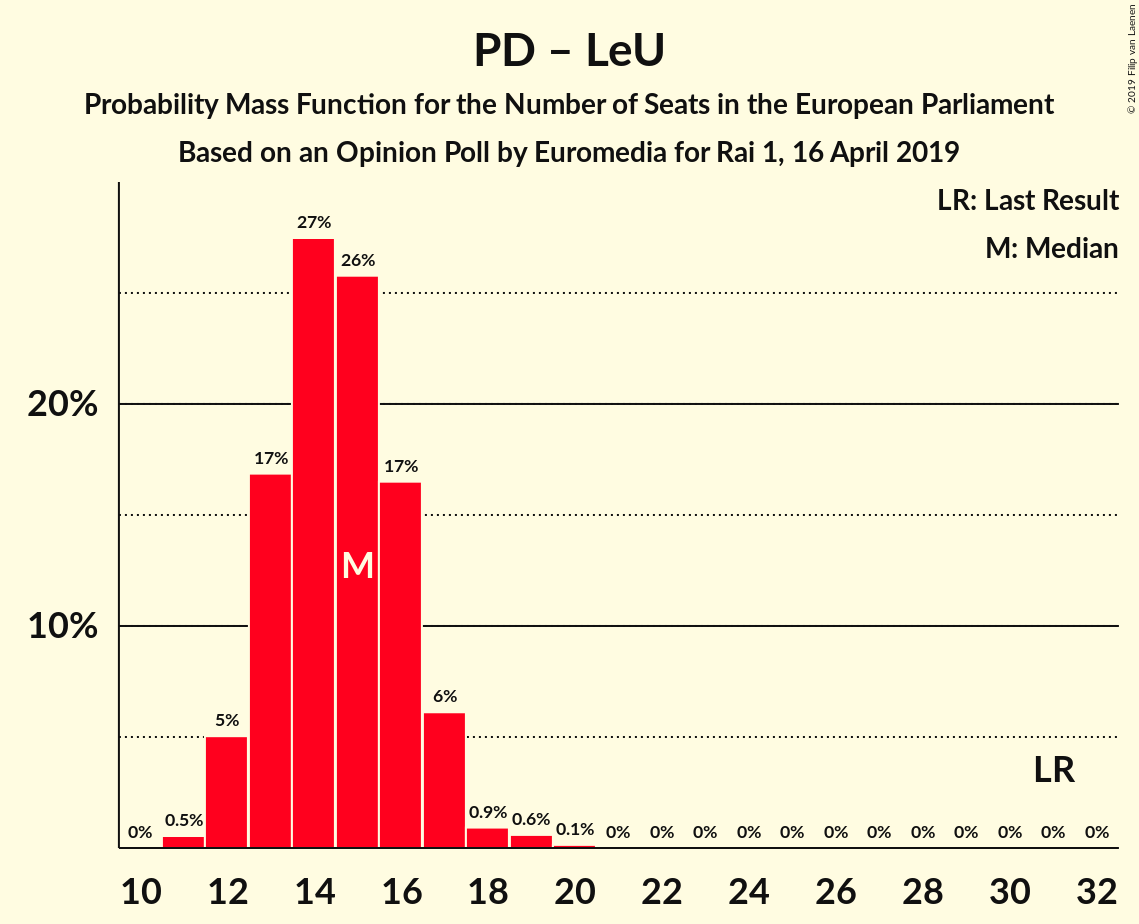 PD – LeU
Probability Mass Function for the Number of Seats in the European Parliament
Based on an Opinion Poll by Euromedia for Rai 1, 16 April 2019
© 2019 Filip van Laenen
LR: Last Result
M: Median
27%
26%
20%
17%
17%
M
10%
6%
5%
LR
0% 0.5% 0.9% 0.6% 0.1% 0% 0% 0% 0% 0% 0% 0% 0% 0% 0% 0% 0%
10 12 14 16 18 20 22 24 26 28 30 32